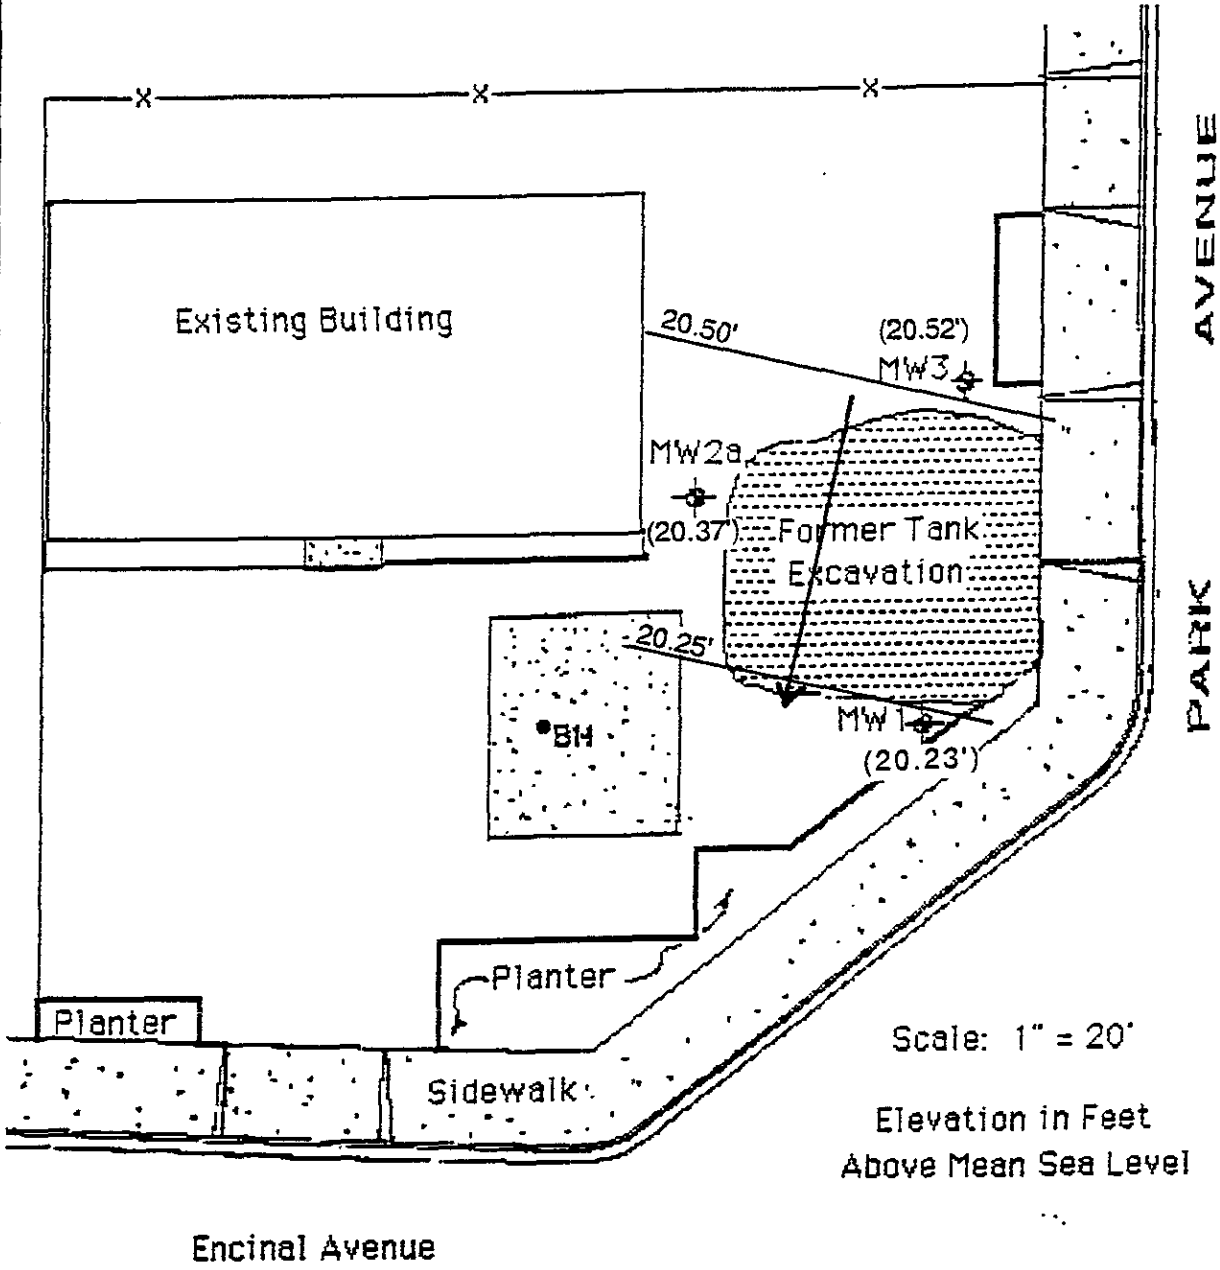 Existing Building
20.50'
(20.52')
MW3
MW2a
(20.37')
Former Tank
Excavation
20.25'
B14
MW1
(20.23')
Planter
Planter
Sidewalk
Scale: 1" = 20'
Elevation in Feet
Above Mean Sea Level
Encinal Avenue
PARK AVENUE